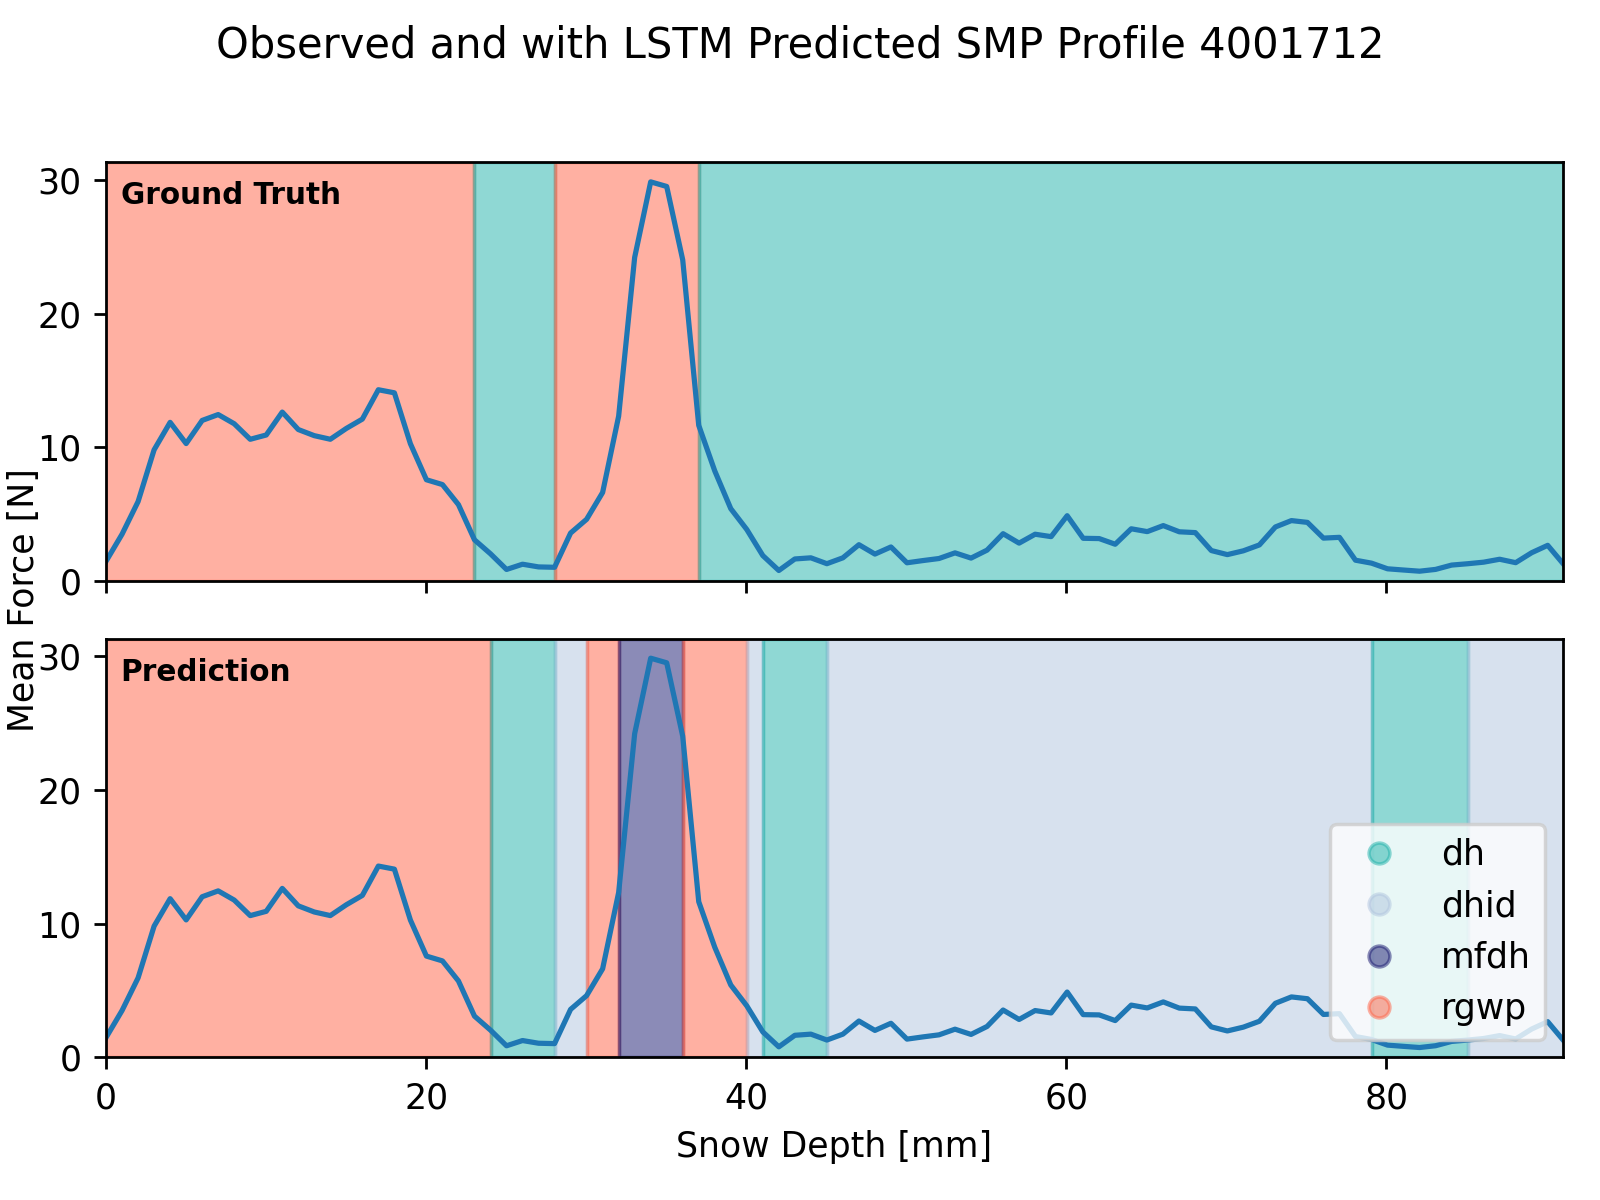 Observed and with LSTM Predicted SMP Profile 4001712
Ground Truth
30
20
10
0
Mean Force [N]
Prediction
30
20
10
0
dh
dhid
mfdh
rgwp
0 20 40 60 80
Snow Depth [mm]